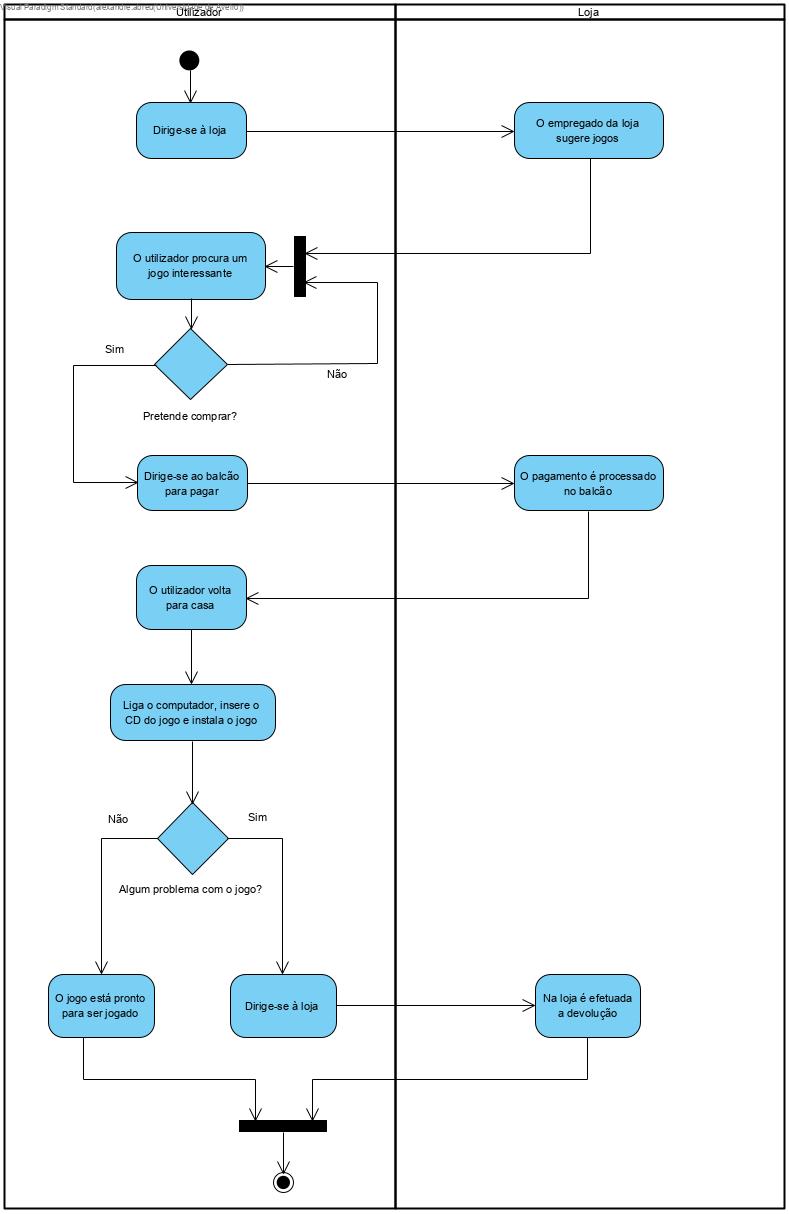 Visual Paradigm Standard(alexandre.abreu(Universidade de Aveiro))
Utilizador
Loja
Dirige-se à loja
O empregado da loja
sugere jogos
O utilizador procura um
jogo interessante
Sim
Não
Pretende comprar?
Dirige-se ao balcão
para pagar
O pagamento é processado
no balcão
O utilizador volta
para casa
Liga o computador, insere o
CD do jogo e instala o jogo
Não
Sim
Algum problema com o jogo?
O jogo está pronto
para ser jogado
Dirige-se à loja
Na loja é efetuada
a devolução